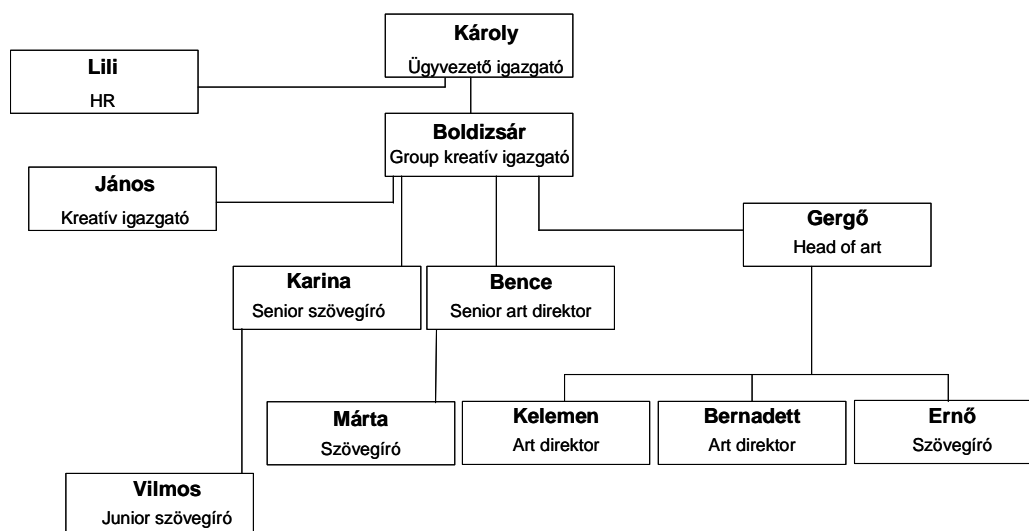 Károly
Ügyvezető igazgató
Lili
HR
Boldizsár
Group kreatív igazgató
János
Kreatív igazgató
Gergő
Head of art
Karina
Senior szövegíró
Bence
Senior art direktor
Márta
Szövegíró
Kelemen
Art direktor
Bernadett
Art direktor
Ernő
Szövegíró
Vilmos
Junior szövegíró